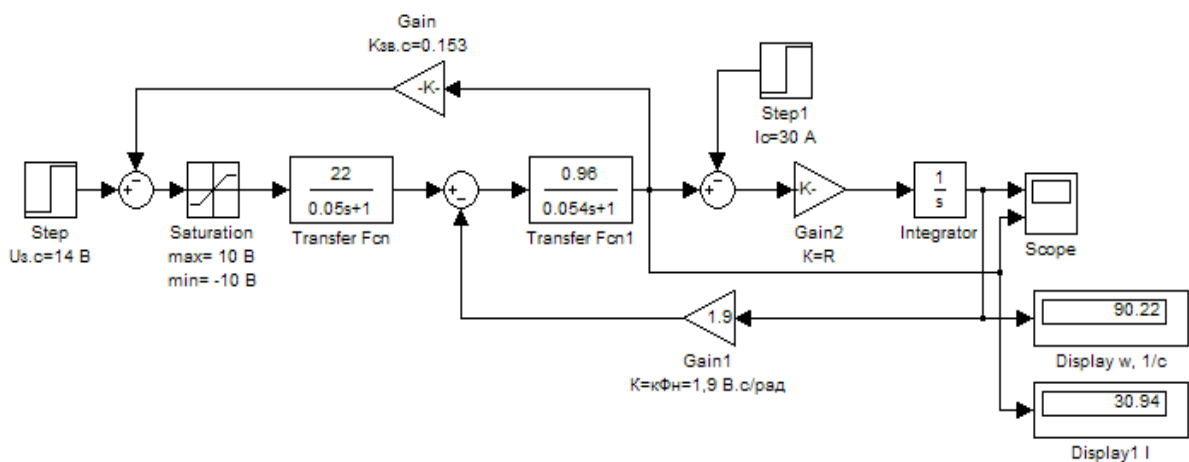 Gain
Kзв.с=0.153
-K-
Step1
Ic=30 A
Step
Uз.с=14 В
Saturation
max= 10 В
min= -10 В
22
0.05s+1
Transfer Fcn
0.96
0.054s+1
Transfer Fcn1
-K-
Gain2
K=R
1
s
Integrator
Scope
1.9
Gain1
К=кФн=1,9 В.с/рад
90.22
Display w, 1/c
30.94
Display1 I